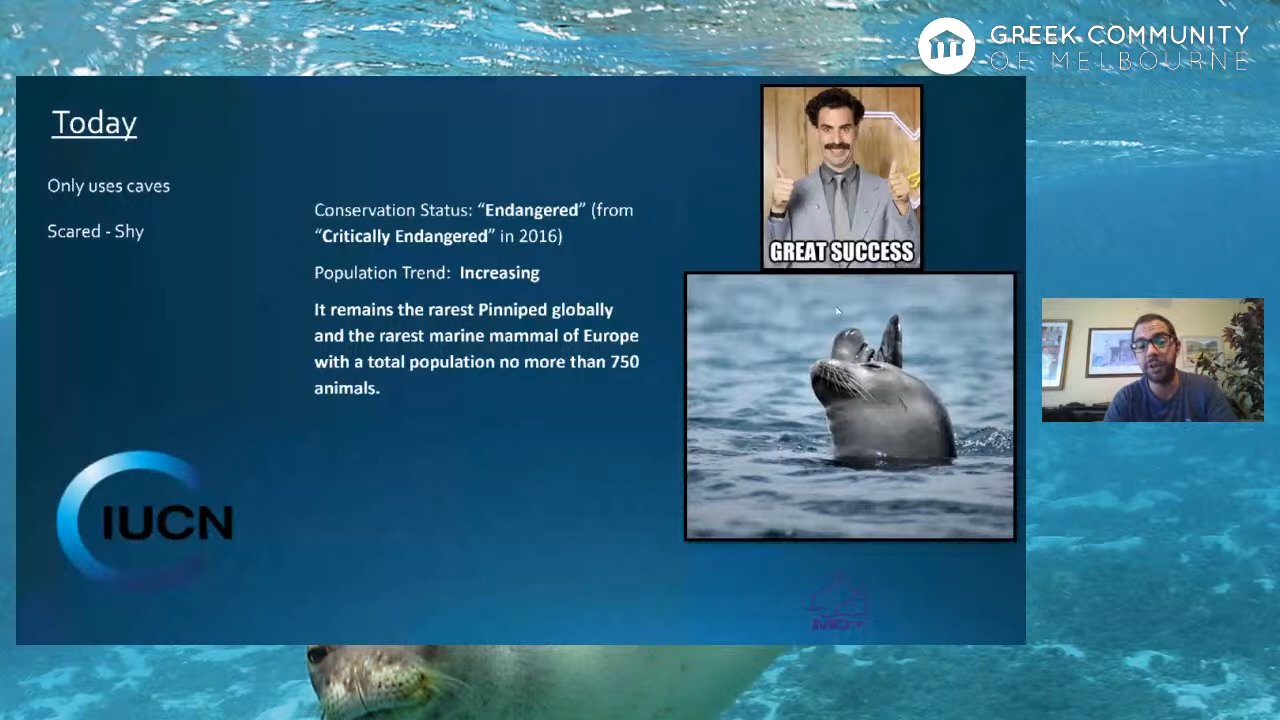 GREEK COMMUNITY
OF MELBOURNE
Today
Only uses caves
Scared - Shy
Conservation Status: “Endangered” (from
“Critically Endangered” in 2016)
Population Trend: Increasing
It remains the rarest Pinniped globally
and the rarest marine mammal of Europe
with a total population no more than 750
animals.
GREAT SUCCESS
IUCN